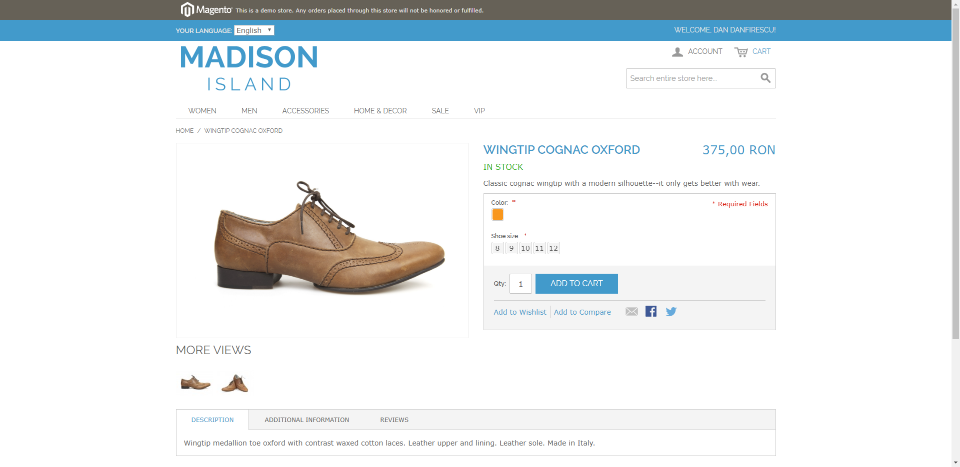 Magento This is a demo store. Any orders placed through this store will not be honored or fulfilled.
YOUR LANGUAGE: English
WELCOME, DAN DANFIRESCU!
MADISON
ISLAND
ACCOUNT CART
Search entire store here...
WOMEN MEN ACCESSORIES HOME & DECOR SALE VIP
HOME / WINGTIP COGNAC OXFORD
WINGTIP COGNAC OXFORD 375,00 RON
IN STOCK
Classic cognac wingtip with a modern silhouette--it only gets better with wear.
Color: * * Required Fields
Shoe size: *
8 9 10 11 12
Qty: 1 ADD TO CART
Add to Wishlist Add to Compare
MORE VIEWS
DESCRIPTION ADDITIONAL INFORMATION REVIEWS
Wingtip medallion toe oxford with contrast waxed cotton laces. Leather upper and lining. Leather sole. Made in Italy.